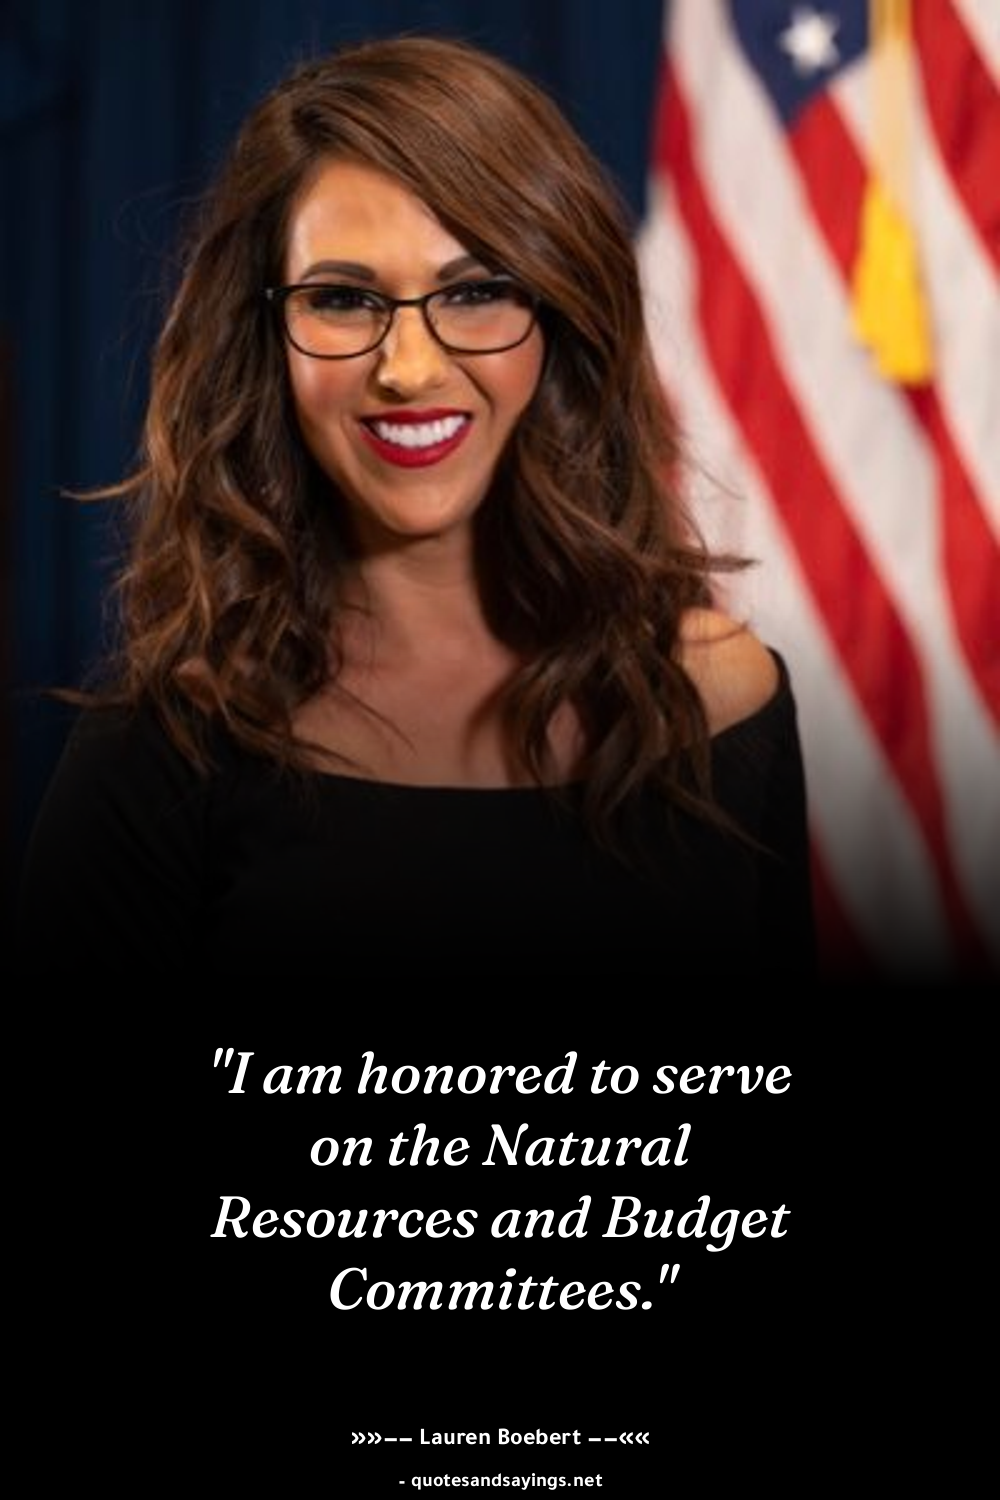 "I am honored to serve
on the Natural
Resources and Budget
Committees."
»»–– Lauren Boebert ––««
- quotesandsayings.net